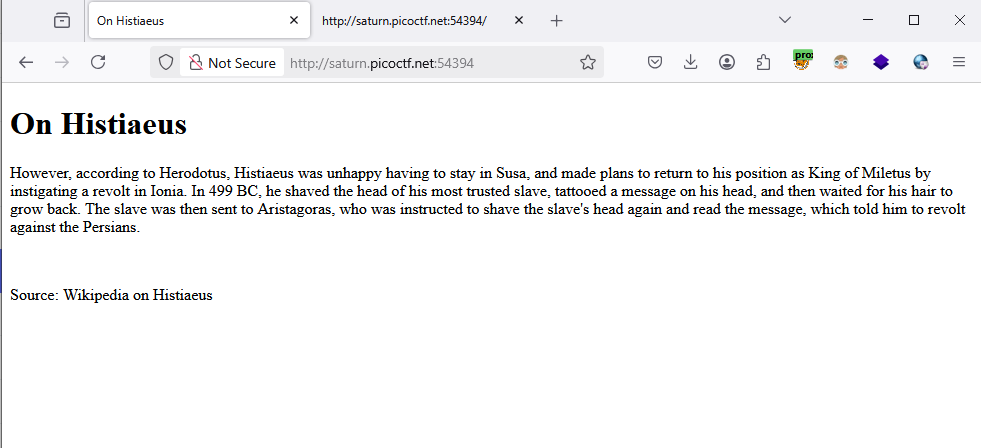 On Histiaeus
http://saturn.picoctf.net:54394/
Not Secure
http://saturn.picoctf.net:54394
pro
On Histiaeus
However, according to Herodotus, Histiaeus was unhappy having to stay in Susa, and made plans to return to his position as King of Miletus by
instigating a revolt in Ionia. In 499 BC, he shaved the head of his most trusted slave, tattooed a message on his head, and then waited for his hair to
grow back. The slave was then sent to Aristagoras, who was instructed to shave the slave's head again and read the message, which told him to revolt
against the Persians.
Source: Wikipedia on Histiaeus